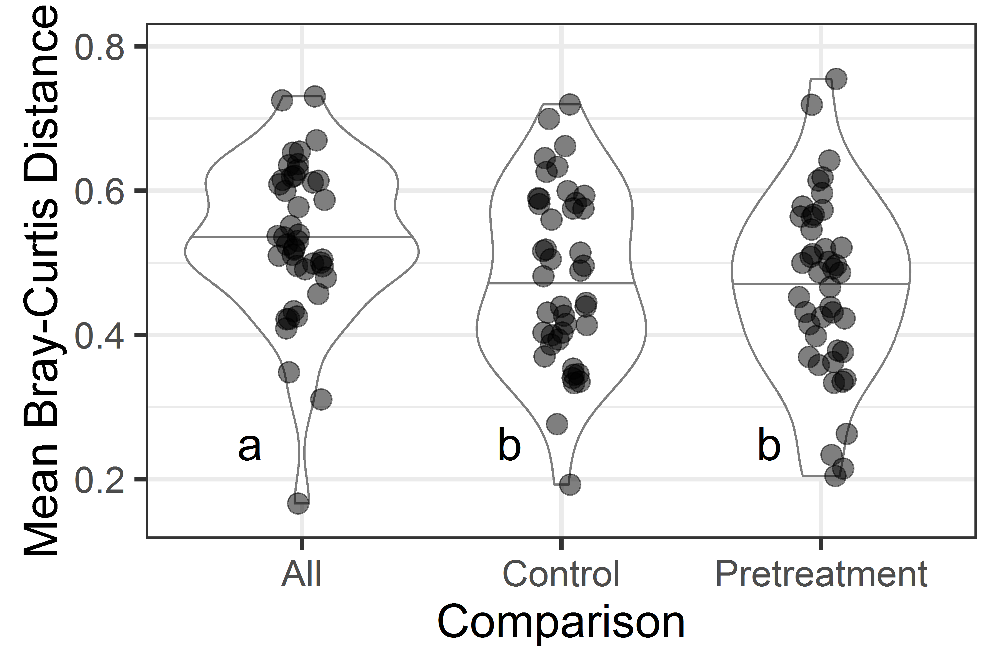 Mean Bray-Curtis Distance
0.8
0.6
0.4
0.2
a
b
b
All
Control
Pretreatment
Comparison